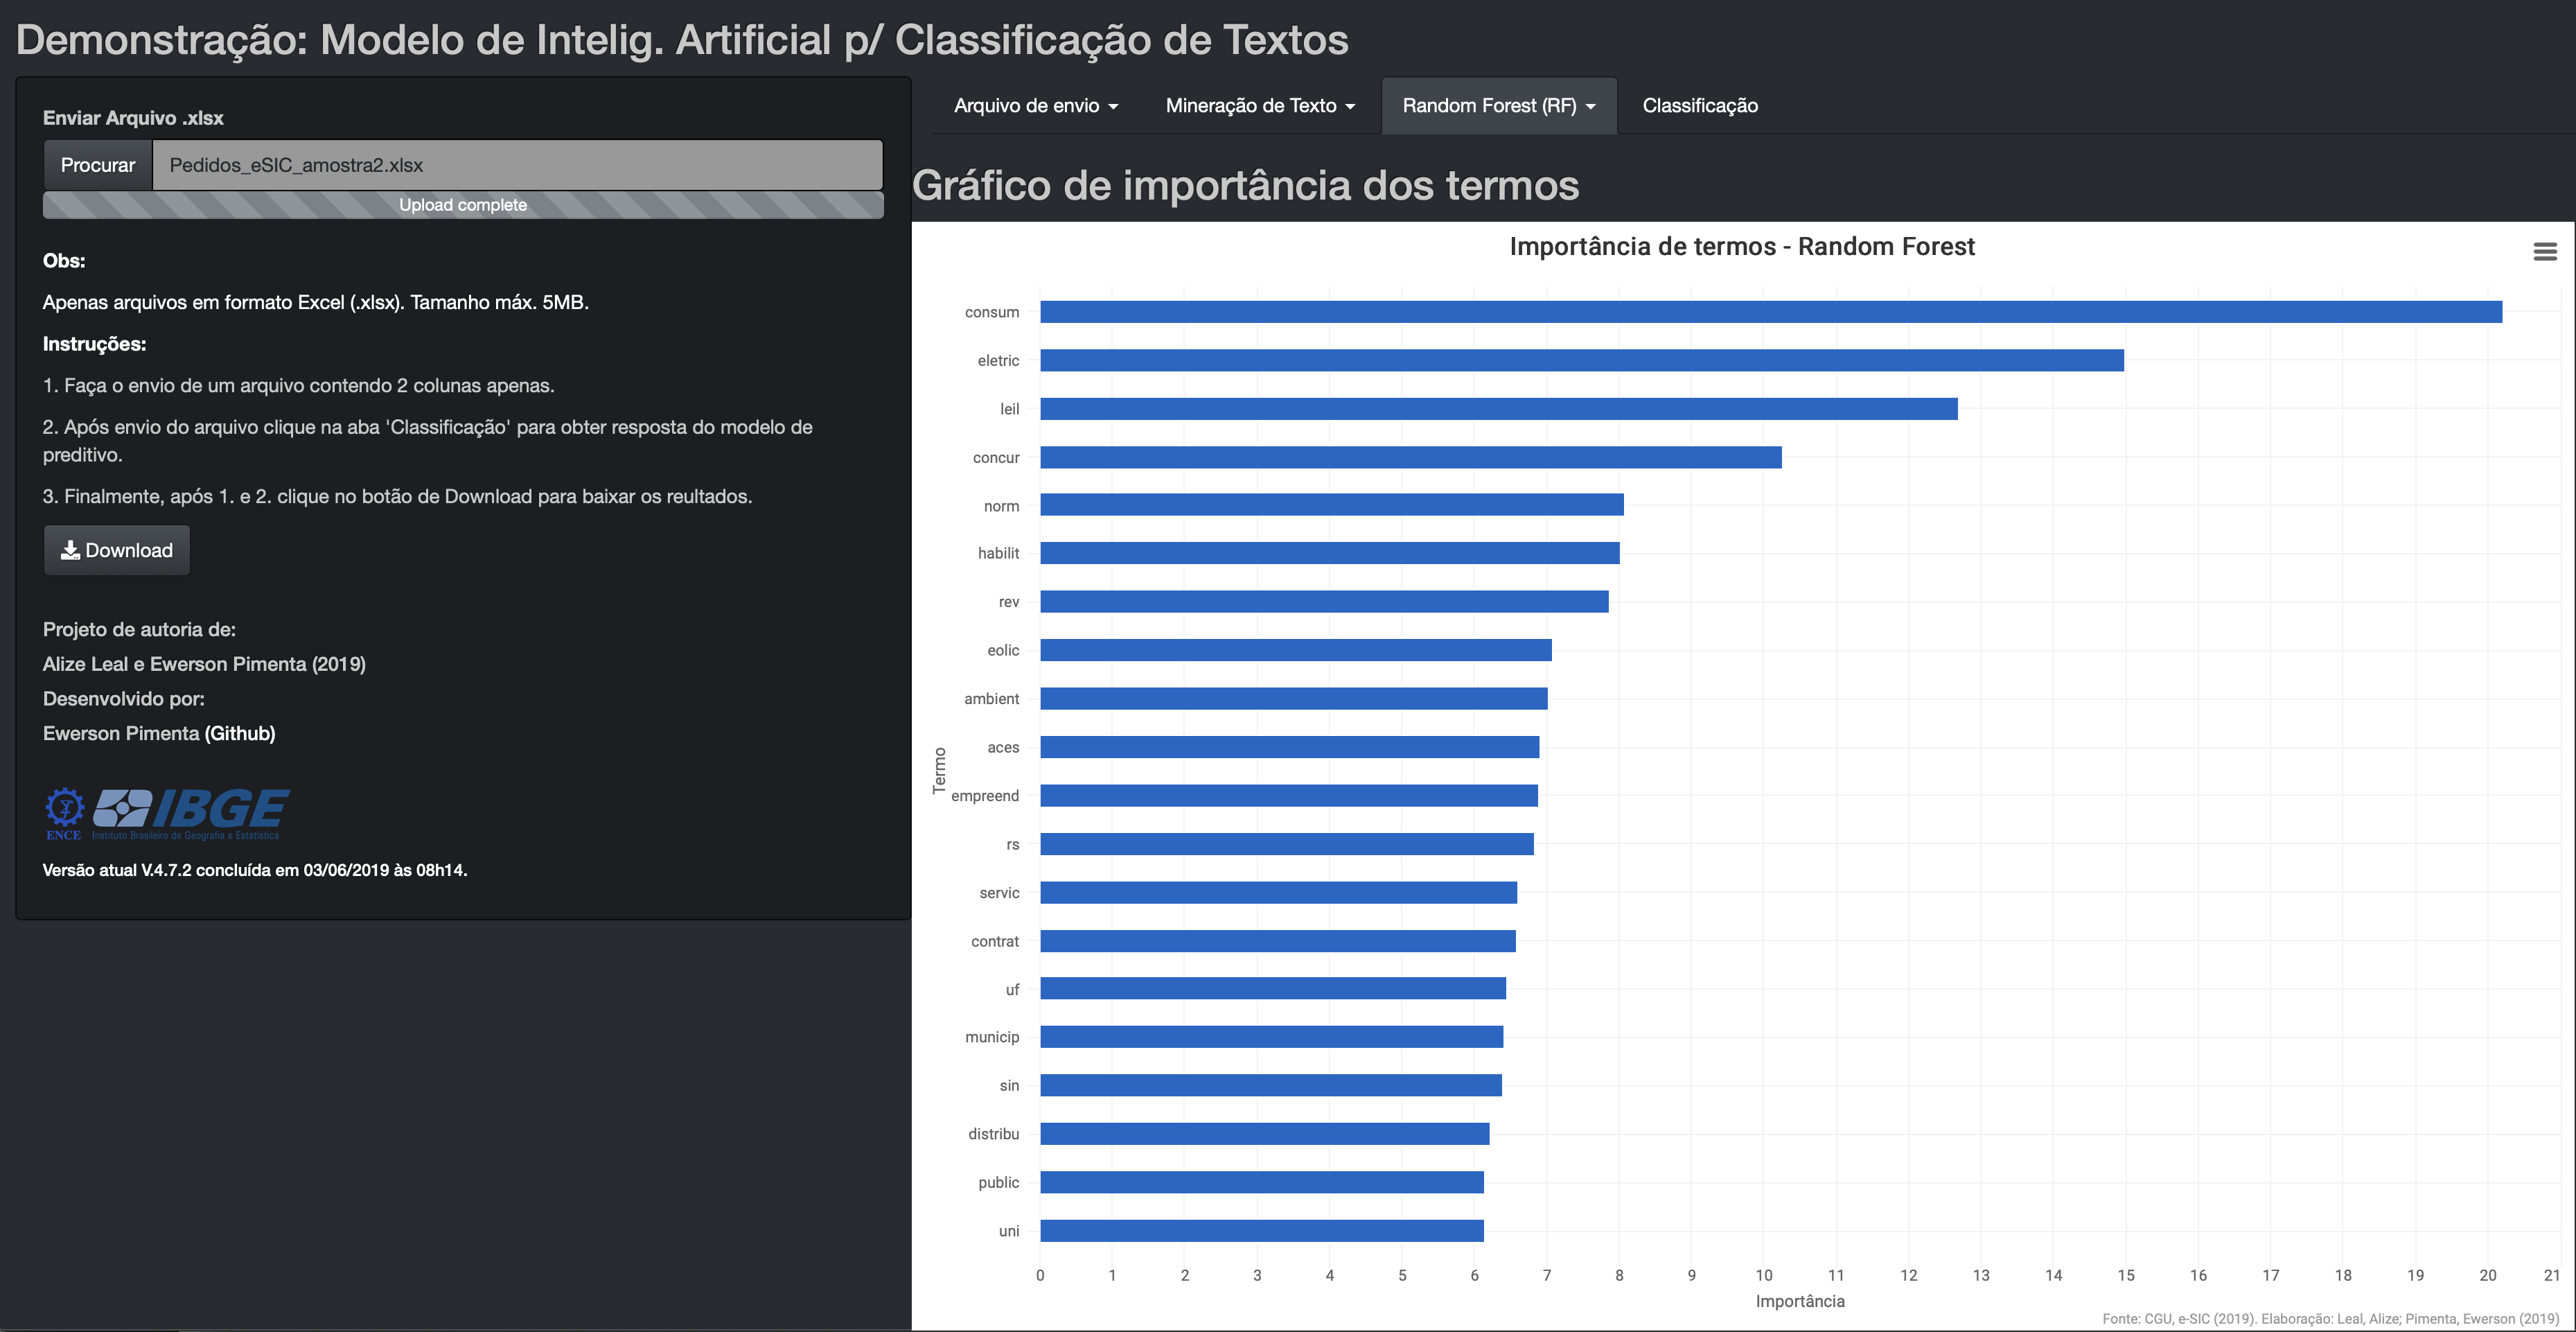 Demonstração: Modelo de Intelig. Artificial p/ Classificação de Textos
Enviar Arquivo .xlsx
Procurar Pedidos_eSIC_amostra2.xlsx
Upload complete
Obs:
Apenas arquivos em formato Excel (.xlsx). Tamanho máx. 5MB.
Instruções:
1. Faça o envio de um arquivo contendo 2 colunas apenas.
2. Após envio do arquivo clique na aba 'Classificação' para obter resposta do modelo de
preditivo.
3. Finalmente, após 1. e 2. clique no botão de Download para baixar os reultados.
Download
Projeto de autoria de:
Alize Leal e Ewerson Pimenta (2019)
Desenvolvido por:
Ewerson Pimenta (Github)
ENCE
IBGE
Instituto Brasileiro de Geografia e Estatística
Versão atual V.4.7.2 concluída em 03/06/2019 às 08h14.
Arquivo de envio Mineração de Texto Random Forest (RF) Classificação
Gráfico de importância dos termos
Importância de termos - Random Forest
Termo
consum
eletric
leil
concur
norm
habilit
rev
eolic
ambient
aces
empreend
rs
servic
contrat
uf
municip
sin
distribu
public
uni
0 1 2 3 4 5 6 7 8 9 10 11 12 13 14 15 16 17 18 19 20 21
Importância
Fonte: CGU, e-SIC (2019). Elaboração: Leal, Alize; Pimenta, Ewerson (2019)